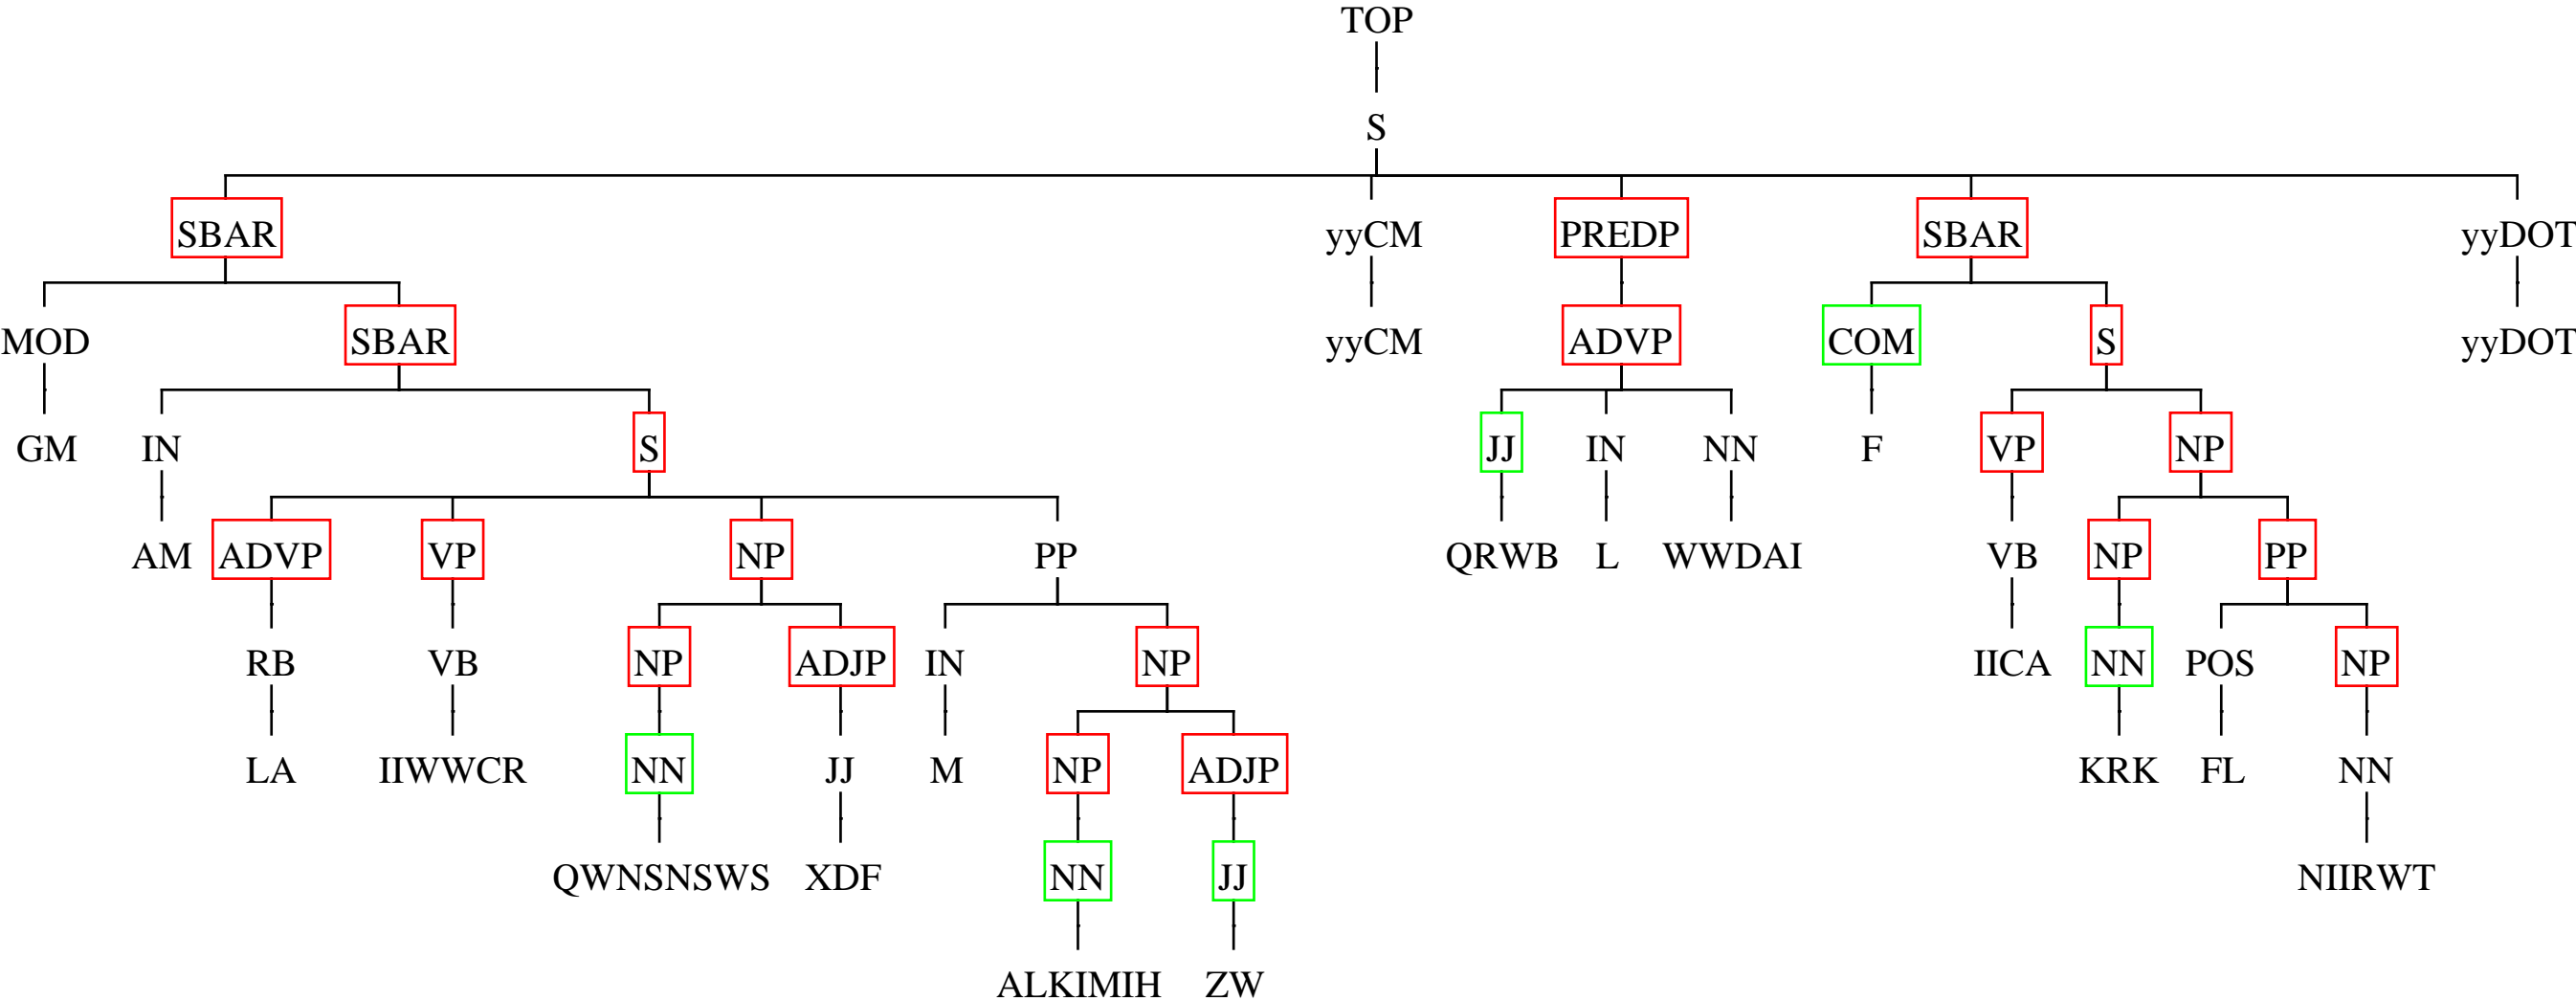 TOP
S
SBAR yyCM PREDP SBAR yyDOT
MOD SBAR yyCM ADVP COM S yyDOT
GM IN S JJ IN NN F VP NP
AM ADVP VP NP PP QRWB L WWDAI VB NP PP
RB VB NP ADJP IN NP IICA NN POS NP
LA IIWWCR NN JJ M NP ADJP KRK FL NN
QWNSNSWS XDF NN JJ NIIRWT
ALKIMIH ZW